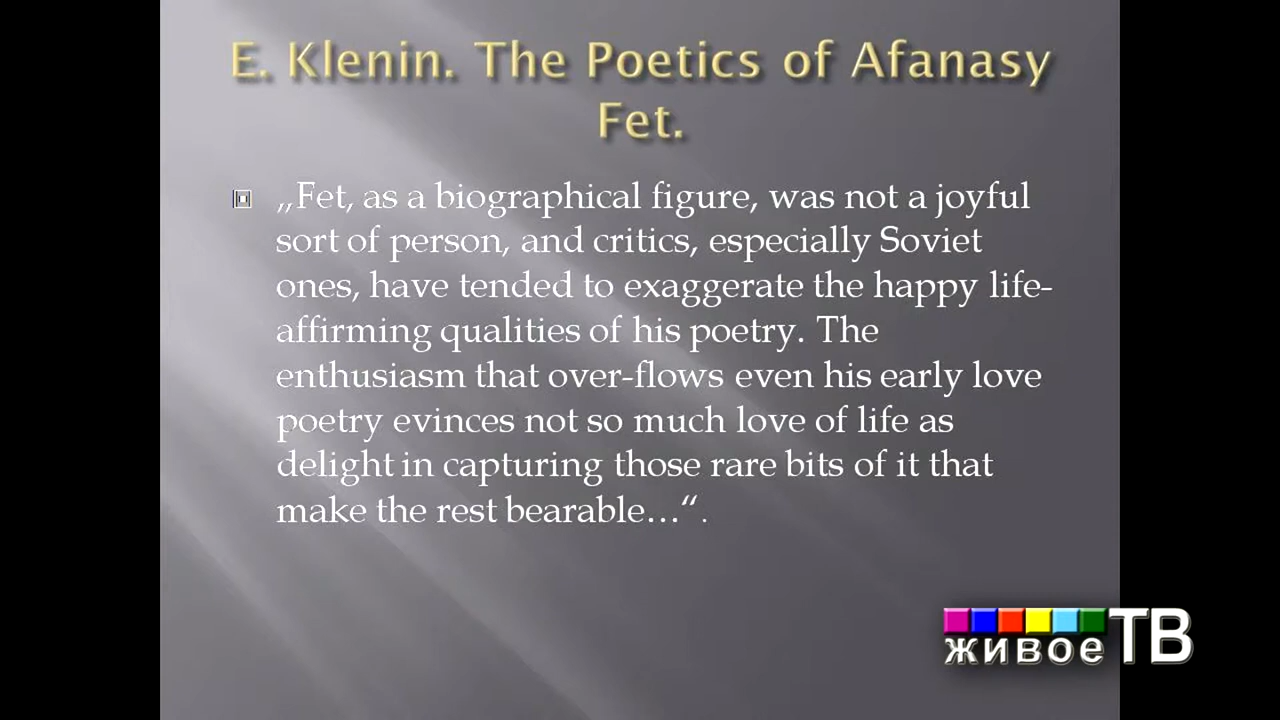 E. Klenin. The Poetics of Afanasy
Fet.
„Fet, as a biographical figure, was not a joyful
sort of person, and critics, especially Soviet
ones, have tended to exaggerate the happy life-
affirming qualities of his poetry. The
enthusiasm that over-flows even his early love
poetry evinces not so much love of life as
delight in capturing those rare bits of it that
make the rest bearable…“.
живоеТВ